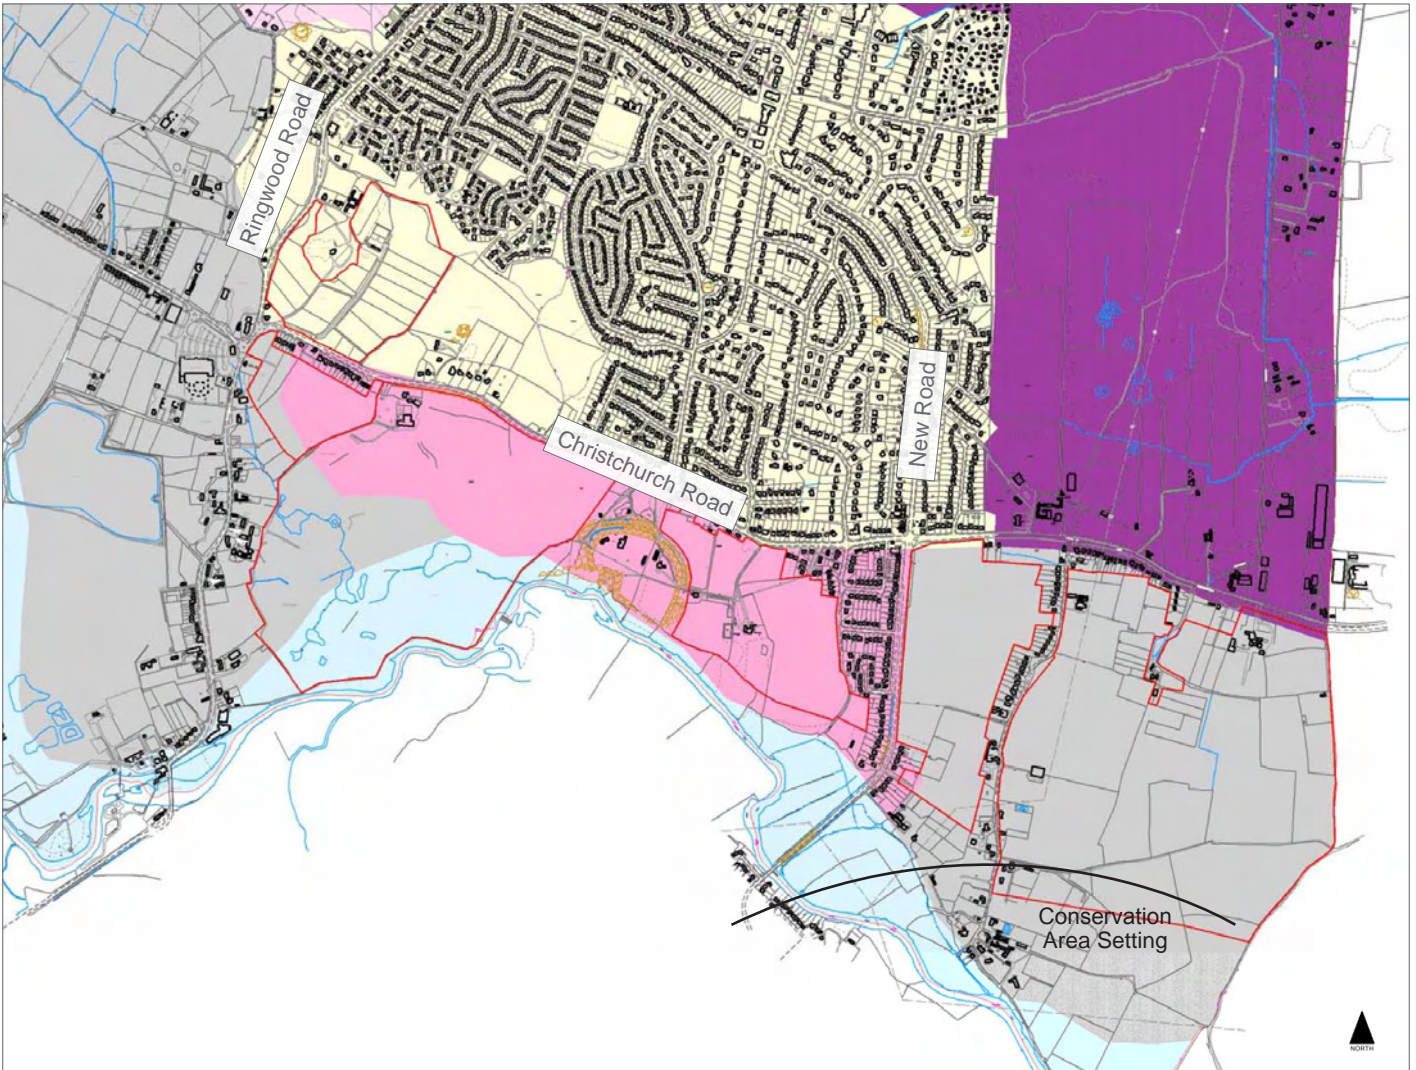 Ringwood Road
Christchurch Road
New Road
Conservation
Area Setting
NORTH